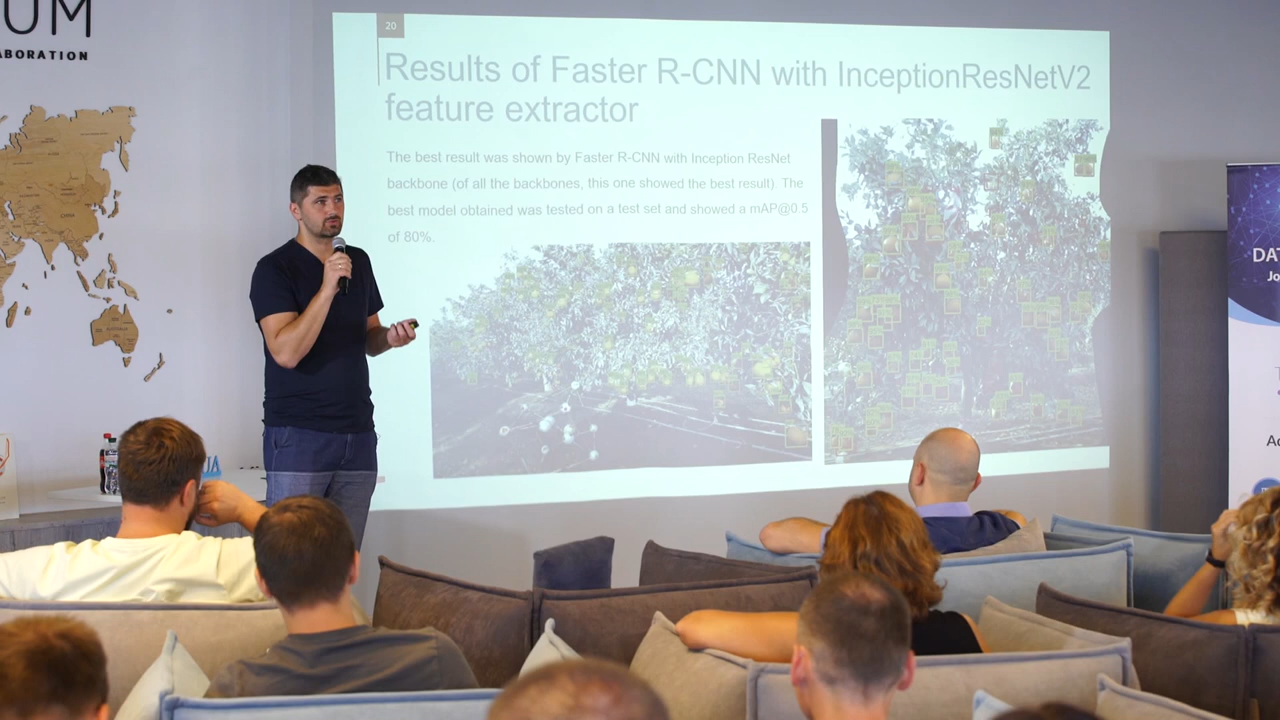 UM
ABORATION
20
Results of Faster R-CNN with InceptionResNetV2
feature extractor
The best result was shown by Faster R-CNN with Inception ResNet
backbone (of all the backbones, this one showed the best result). The
best model obtained was tested on a test set and showed a mAP@0.5
of 80%.
DAT
Jo
UA